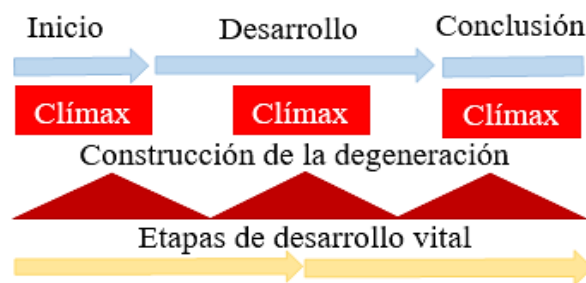 Inicio Desarrollo Conclusión
Clímax Clímax Clímax
Construcción de la degeneración
Etapas de desarrollo vital